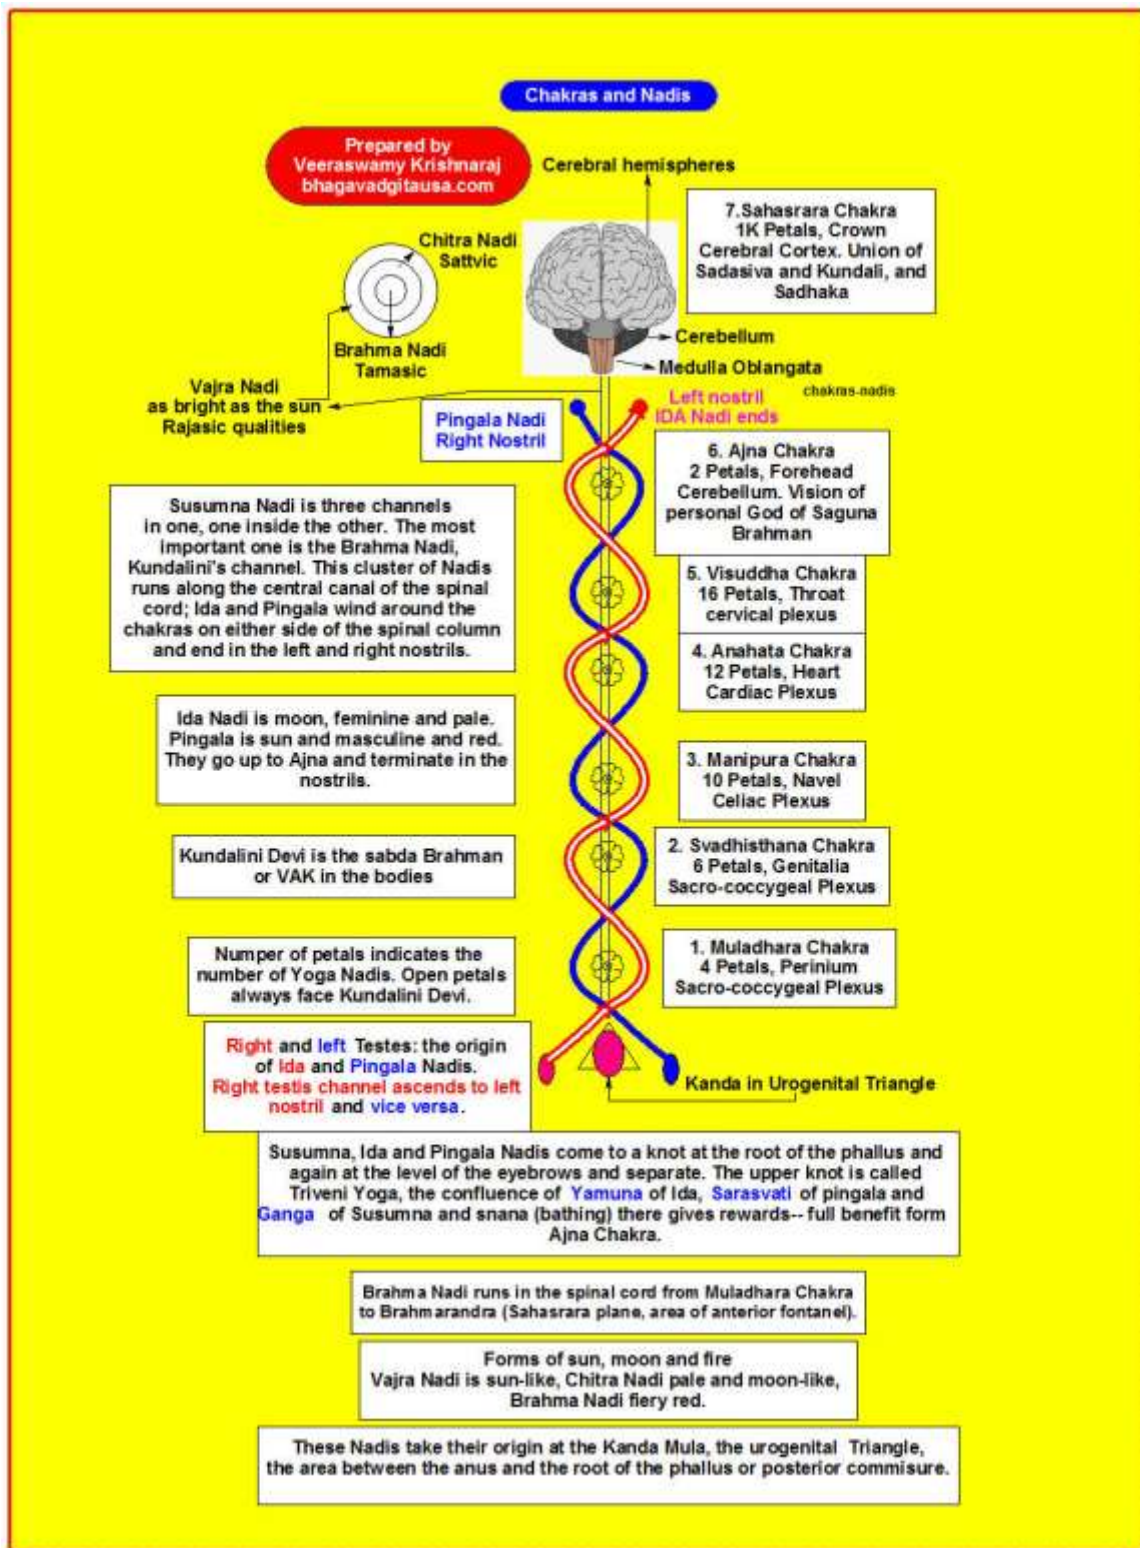 Chakras and Nadis
Prepared by
Veeraswamy Krishnaraj
bhagavadgitausa.com
Cerebral hemispheres
7.Sahasrara Chakra
1K Petals, Crown
Cerebral Cortex. Union of
Sadasiva and Kundali, and
Sadhaka
Chitra Nadi
Sattvic
Brahma Nadi
Tamasic
Cerebellum
Medulla Oblangata
Vajra Nadi
as bright as the sun
Rajasic qualities
Pingala Nadi
Right Nostril
Left nostril
IDA Nadi ends
chakras-nadis
6. Ajna Chakra
2 Petals, Forehead
Cerebellum. Vision of
personal God of Saguna
Brahman
Susumna Nadi is three channels
in one, one inside the other. The most
important one is the Brahma Nadi,
Kundalini's channel. This cluster of Nadis
runs along the central canal of the spinal
cord; Ida and Pingala wind around the
chakras on either side of the spinal column
and end in the left and right nostrils.
5. Visuddha Chakra
16 Petals, Throat
cervical plexus
4. Anahata Chakra
12 Petals, Heart
Cardiac Plexus
Ida Nadi is moon, feminine and pale.
Pingala is sun and masculine and red.
They go up to Ajna and terminate in the
nostrils.
3. Manipura Chakra
10 Petals, Navel
Celiac Plexus
Kundalini Devi is the sabda Brahman
or VAK in the bodies
2. Svadhisthana Chakra
6 Petals, Genitalia
Sacro-coccygeal Plexus
Numper of petals indicates the
number of Yoga Nadis. Open petals
always face Kundalini Devi.
1. Muladhara Chakra
4 Petals, Perinium
Sacro-coccygeal Plexus
Right and left Testes: the origin
of Ida and Pingala Nadis.
Right testis channel ascends to left
nostril and vice versa.
Kanda in Urogenital Triangle
Susumna, Ida and Pingala Nadis come to a knot at the root of the phallus and
again at the level of the eyebrows and separate. The upper knot is called
Triveni Yoga, the confluence of Yamuna of Ida, Sarasvati of pingala and
Ganga of Susumna and snana (bathing) there gives rewards-- full benefit form
Ajna Chakra.
Brahma Nadi runs in the spinal cord from Muladhara Chakra
to Brahmarandra (Sahasrara plane, area of anterior fontanel).
Forms of sun, moon and fire
Vajra Nadi is sun-like, Chitra Nadi pale and moon-like,
Brahma Nadi fiery red.
These Nadis take their origin at the Kanda Mula, the urogenital Triangle,
the area between the anus and the root of the phallus or posterior commisure.